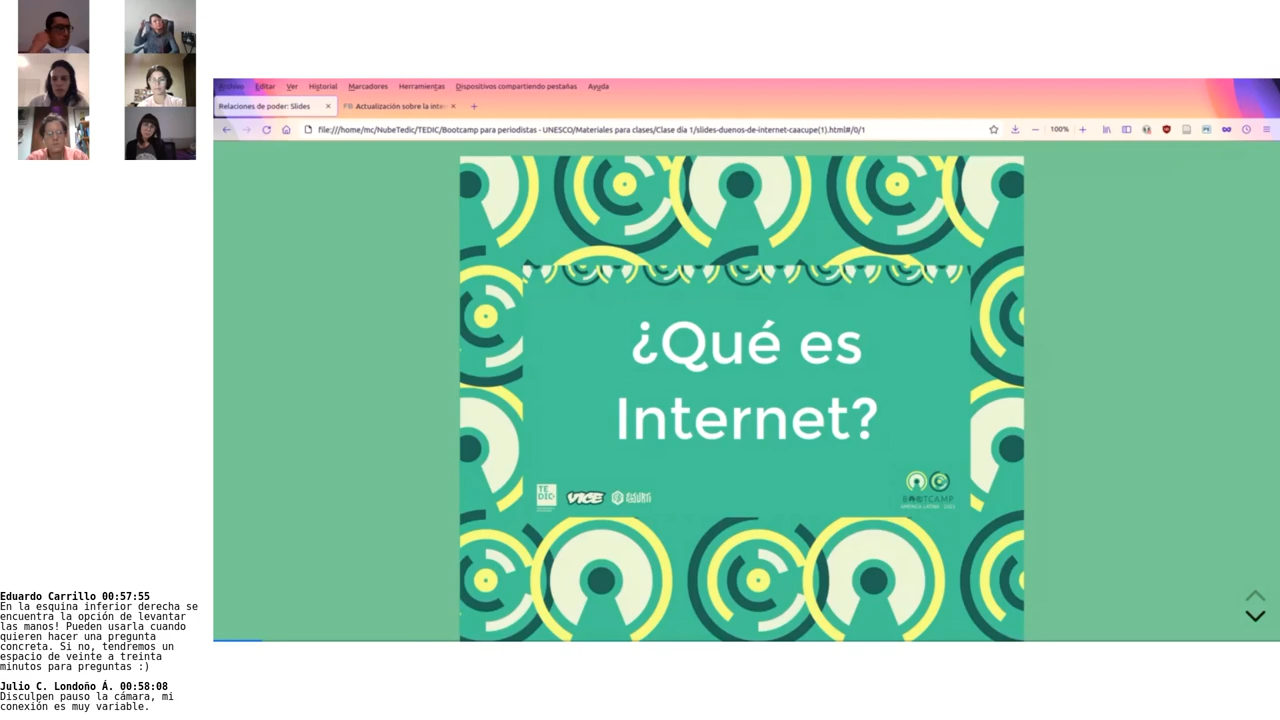 Archivo Editar Ver Historial Marcadores Herramientas Dispositivos compartiendo pestañas Ayuda
Relaciones de poder: Slides
Actualización sobre la inte
file:///home/mc/NubeTedic/TEDIC/Bootcamp para periodistas - UNESCO/Materiales para clases/Clase día 1/slides-duenos-de-internet-caacupe(1).html#/0/1
100%
¿Qué es
Internet?
TE
DIC
VICE
BOOTCAMP
AMÉRICA LATINA 2021
Eduardo Carrillo 00:57:55
En la esquina inferior derecha se
encuentra la opción de levantar
las manos! Pueden usarla cuando
quieren hacer una pregunta
concreta. Si no, tendremos un
espacio de veinte a treinta
minutos para preguntas :)
Julio C. Londoño Á. 00:58:08
Disculpen pauso la cámara, mi
conexión es muy variable.